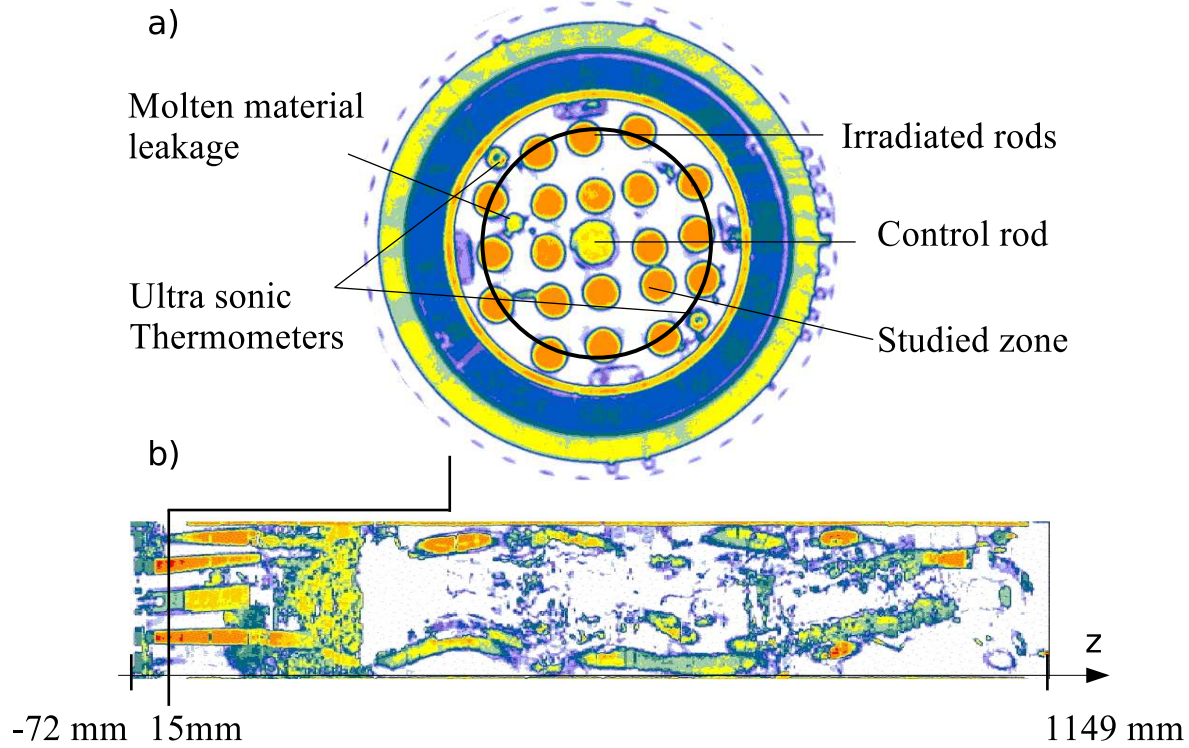 a)
Molten material
leakage
Irradiated rods
Control rod
Ultra sonic
Thermometers
Studied zone
b)
z
-72 mm 15mm 1149 mm